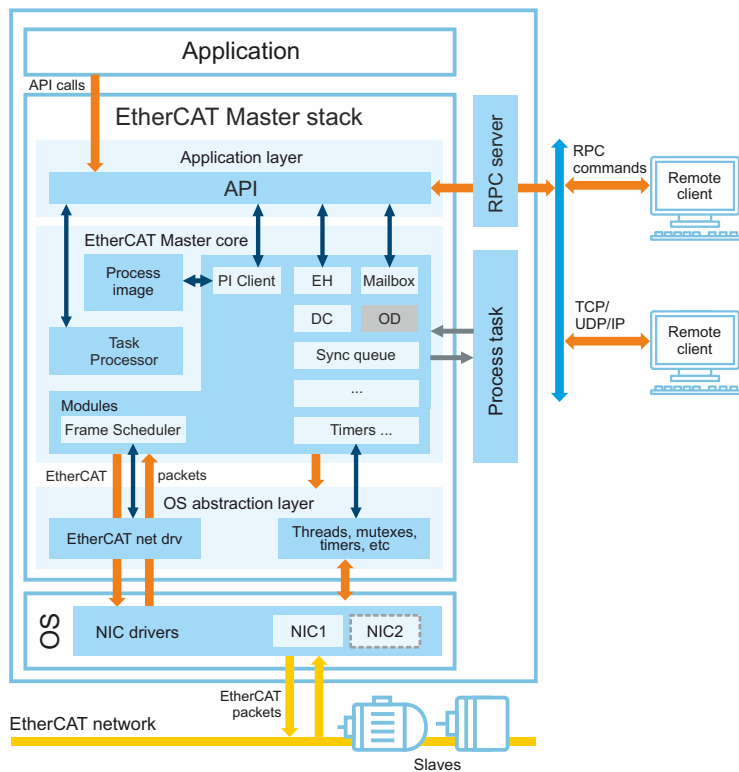 Application
API calls
EtherCAT Master stack
Application layer
API
RPC server
RPC
commands
Remote
client
EtherCAT Master core
Process
image
PI Client
EH
Mailbox
DC
OD
Task
Processor
Sync queue
...
Process task
TCP/
UDP/IP
Remote
client
Modules
Frame Scheduler
Timers ...
EtherCAT
packets
OS abstraction layer
EtherCAT net drv
Threads, mutexes,
timers, etc
OS
NIC drivers
NIC1
NIC2
EtherCAT
packets
EtherCAT network
Slaves